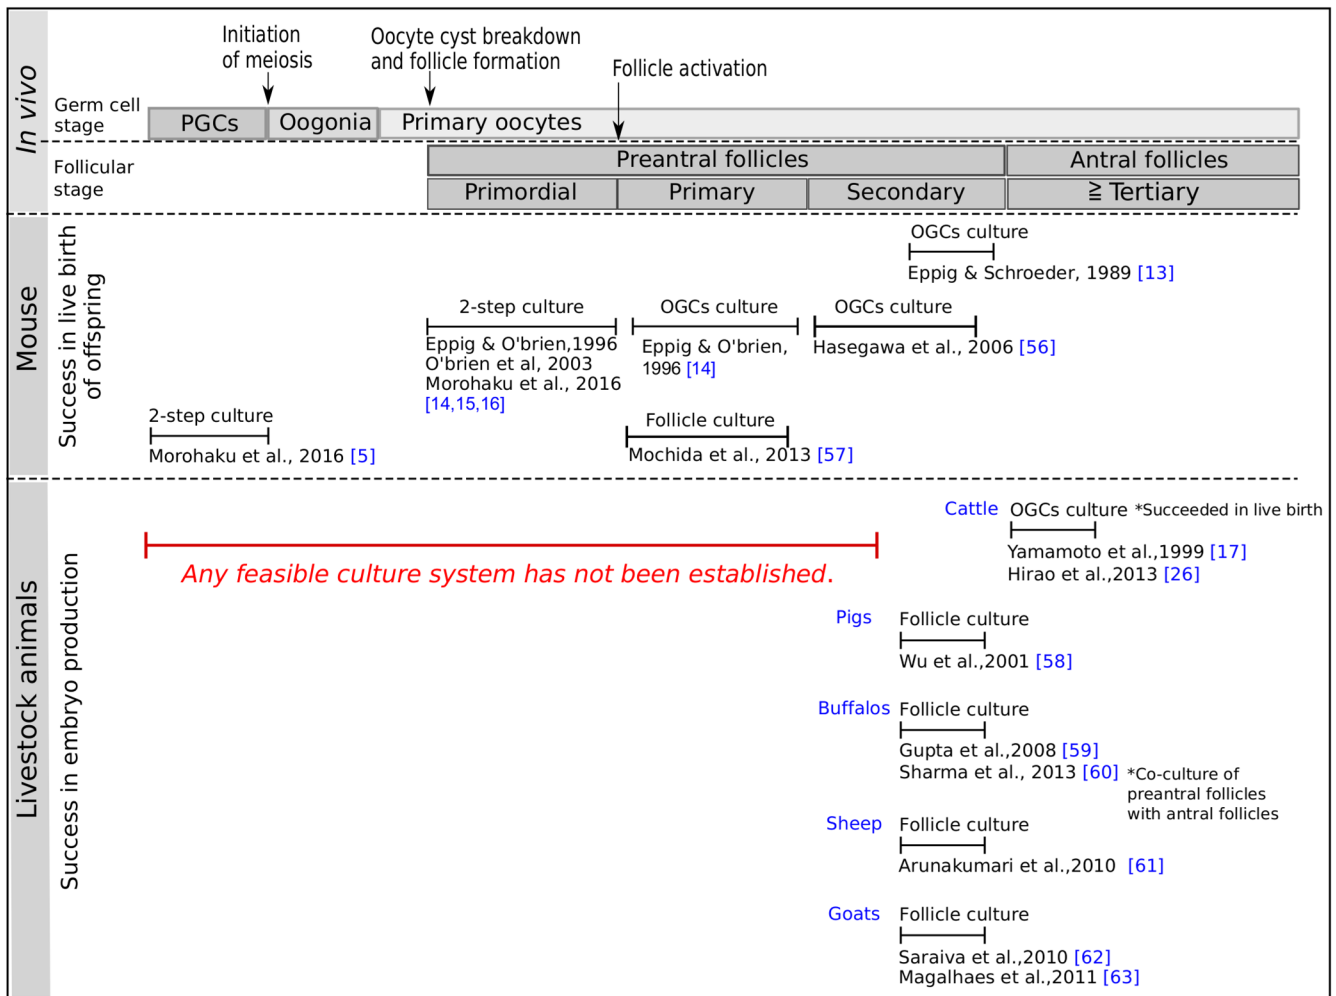 In vivo
Initiation
of meiosis
Oocyte cyst breakdown
and follicle formation
Follicle activation
Germ cell
stage
PGCs
Oogonia
Primary oocytes
Follicular
stage
Preantral follicles
Antral follicles
Primordial
Primary
Secondary
≧ Tertiary
Mouse
Success in live birth
of offspring
OGCs culture
Eppig & Schroeder, 1989 [13]
2-step culture
Eppig & O'brien,1996
O'brien et al, 2003
Morohaku et al., 2016
[14,15,16]
OGCs culture
Eppig & O'brien,
1996 [14]
OGCs culture
Hasegawa et al., 2006 [56]
2-step culture
Morohaku et al., 2016 [5]
Follicle culture
Mochida et al., 2013 [57]
Livestock animals
Success in embryo production
Any feasible culture system has not been established.
Cattle OGCs culture *Succeeded in live birth
Yamamoto et al.,1999 [17]
Hirao et al.,2013 [26]
Pigs Follicle culture
Wu et al.,2001 [58]
Buffalos Follicle culture
Gupta et al.,2008 [59]
Sharma et al., 2013 [60]
*Co-culture of
preantral follicles
with antral follicles
Sheep Follicle culture
Arunakumari et al.,2010 [61]
Goats Follicle culture
Saraiva et al.,2010 [62]
Magalhaes et al.,2011 [63]